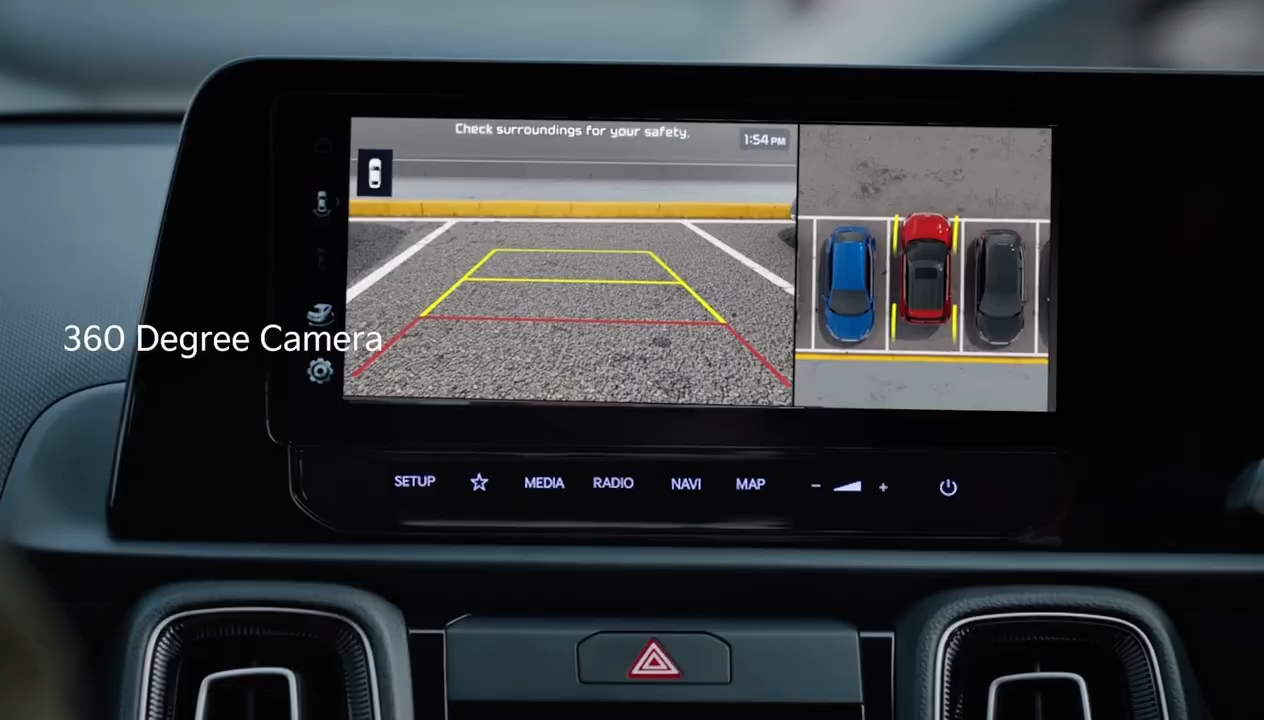 Check surroundings for your safety.
1:54 PM
360 Degree Camera
SETUP
MEDIA
RADIO
NAVI
MAP